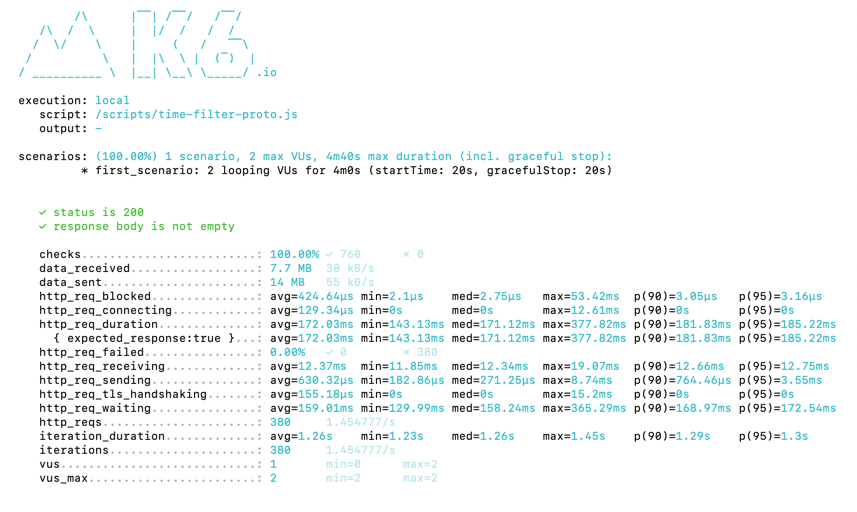 /\      |‾‾| /‾‾/   /‾‾/
/\  /  \     |  |/  /   /  /
/  \/    \    |     (   /   ‾‾\
/          \   |  |\  \ |  (‾)  |
/ __________ \  |__| \__\ \_____/ .io
execution: local
script: /scripts/time-filter-proto.js
output: -
scenarios: (100.00%) 1 scenario, 2 max VUs, 4m40s max duration (incl. graceful stop):
* first_scenario: 2 looping VUs for 4m0s (startTime: 20s, gracefulStop: 20s)
✓ status is 200
✓ response body is not empty
checks.........................: 100.00% ✓ 760 ✗ 0
data_received..................: 7.7 MB 30 kB/s
data_sent......................: 14 MB 55 kB/s
http_req_blocked...............: avg=424.64µs min=2.1µs med=2.75µs max=53.42ms p(90)=3.05µs p(95)=3.16µs
http_req_connecting............: avg=129.34µs min=0s med=0s max=12.61ms p(90)=0s p(95)=0s
http_req_duration..............: avg=172.03ms min=143.13ms med=171.12ms max=377.82ms p(90)=181.83ms p(95)=185.22ms
{ expected_response:true }...: avg=172.03ms min=143.13ms med=171.12ms max=377.82ms p(90)=181.83ms p(95)=185.22ms
http_req_failed................: 0.00% ✓ 0 ✗ 380
http_req_receiving.............: avg=12.37ms min=11.85ms med=12.34ms max=19.07ms p(90)=12.66ms p(95)=12.75ms
http_req_sending...............: avg=630.32µs min=182.86µs med=271.25µs max=8.74ms p(90)=764.46µs p(95)=3.55ms
http_req_tls_handshaking.......: avg=155.18µs min=0s med=0s max=15.2ms p(90)=0s p(95)=0s
http_req_waiting...............: avg=159.01ms min=129.99ms med=158.24ms max=365.29ms p(90)=168.97ms p(95)=172.54ms
http_reqs......................: 380 1.454777/s
iteration_duration.............: avg=1.26s min=1.23s med=1.26s max=1.45s p(90)=1.29s p(95)=1.3s
iterations.....................: 380 1.454777/s
vus............................: 1 min=0 max=2
vus_max........................: 2 min=2 max=2